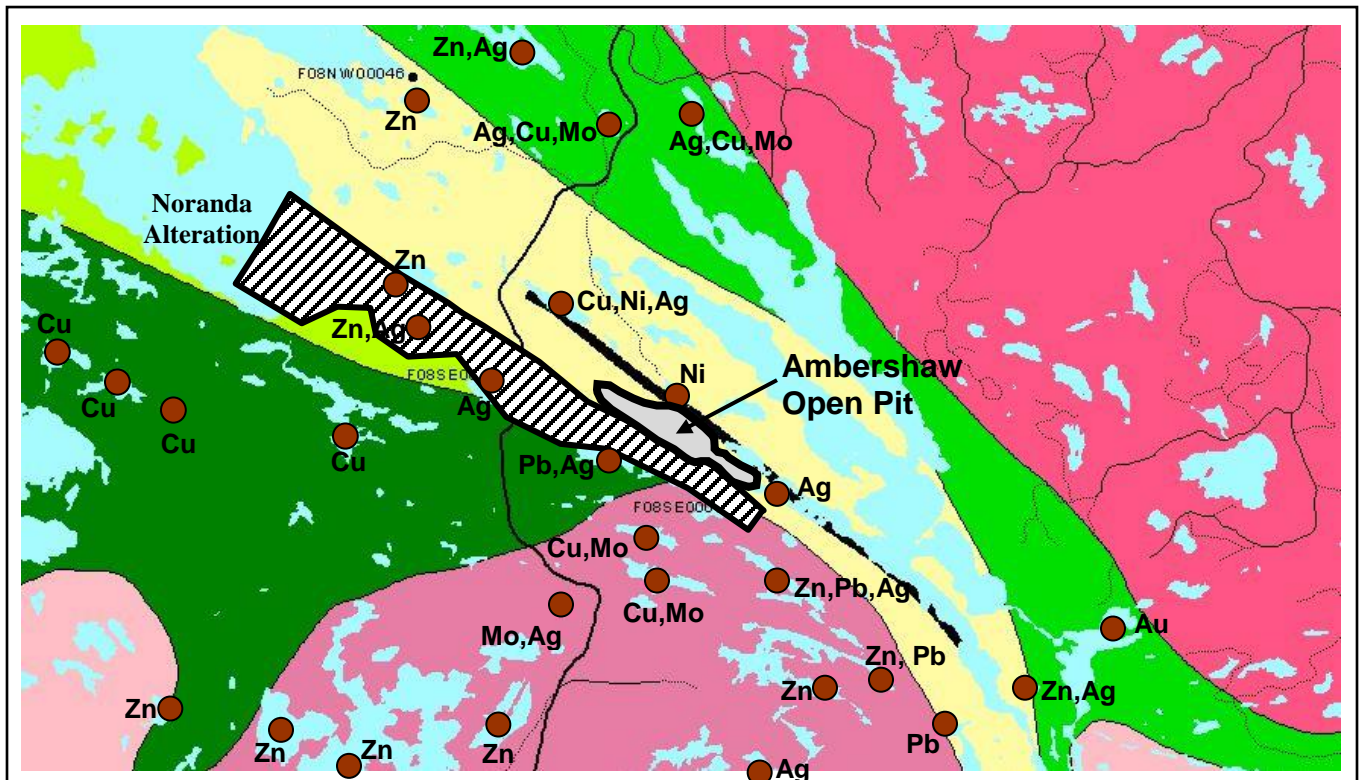 Zn,Ag
F08NW00046
Zn
Ag,Cu,Mo
Ag,Cu,Mo
Noranda
Alteration
Zn
Cu,Ni,Ag
Zn,Ag
Cu
Ambershaw
Open Pit
Ni
Cu
Ag
Cu
Cu
Pb,Ag
Ag
Cu,Mo
Cu,Mo
Zn,Pb,Ag
Mo,Ag
Au
Zn, Pb
Zn
Zn,Ag
Zn
Zn
Zn
Zn
Pb
Ag